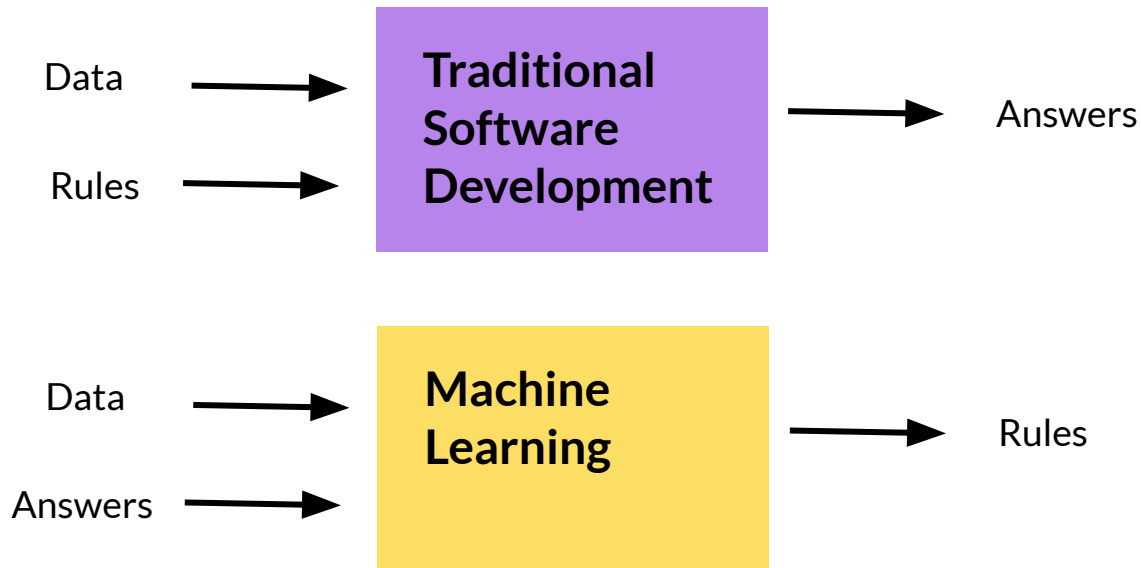 Data
Rules
Traditional
Software
Development
Answers
Data
Answers
Machine
Learning
Rules